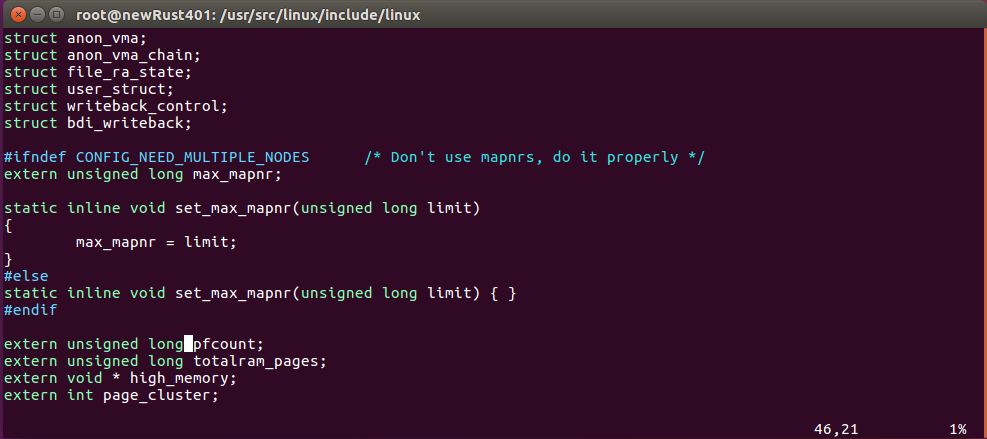 root@newRust401: /usr/src/linux/include/linux
struct anon_vma;
struct anon_vma_chain;
struct file_ra_state;
struct user_struct;
struct writeback_control;
struct bdi_writeback;
#ifndef CONFIG_NEED_MULTIPLE_NODES      /* Don't use mapnrs, do it properly */
extern unsigned long max_mapnr;
static inline void set_max_mapnr(unsigned long limit)
{
        max_mapnr = limit;
}
#else
static inline void set_max_mapnr(unsigned long limit) { }
#endif
extern unsigned long pfcount;
extern unsigned long totalram_pages;
extern void * high_memory;
extern int page_cluster;
46,21          1%